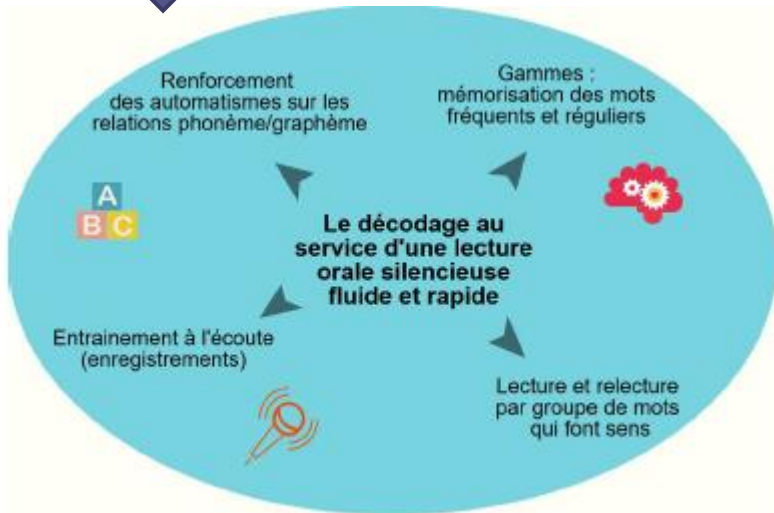 Renforcement
des automatismes sur les
relations phonème/graphème
Gammes :
mémorisation des mots
fréquents et réguliers
A
B C
Le décodage au
service d'une lecture
orale silencieuse
fluide et rapide
Entrainement à l'écoute
(enregistrements)
Lecture et relecture
par groupe de mots
qui font sens